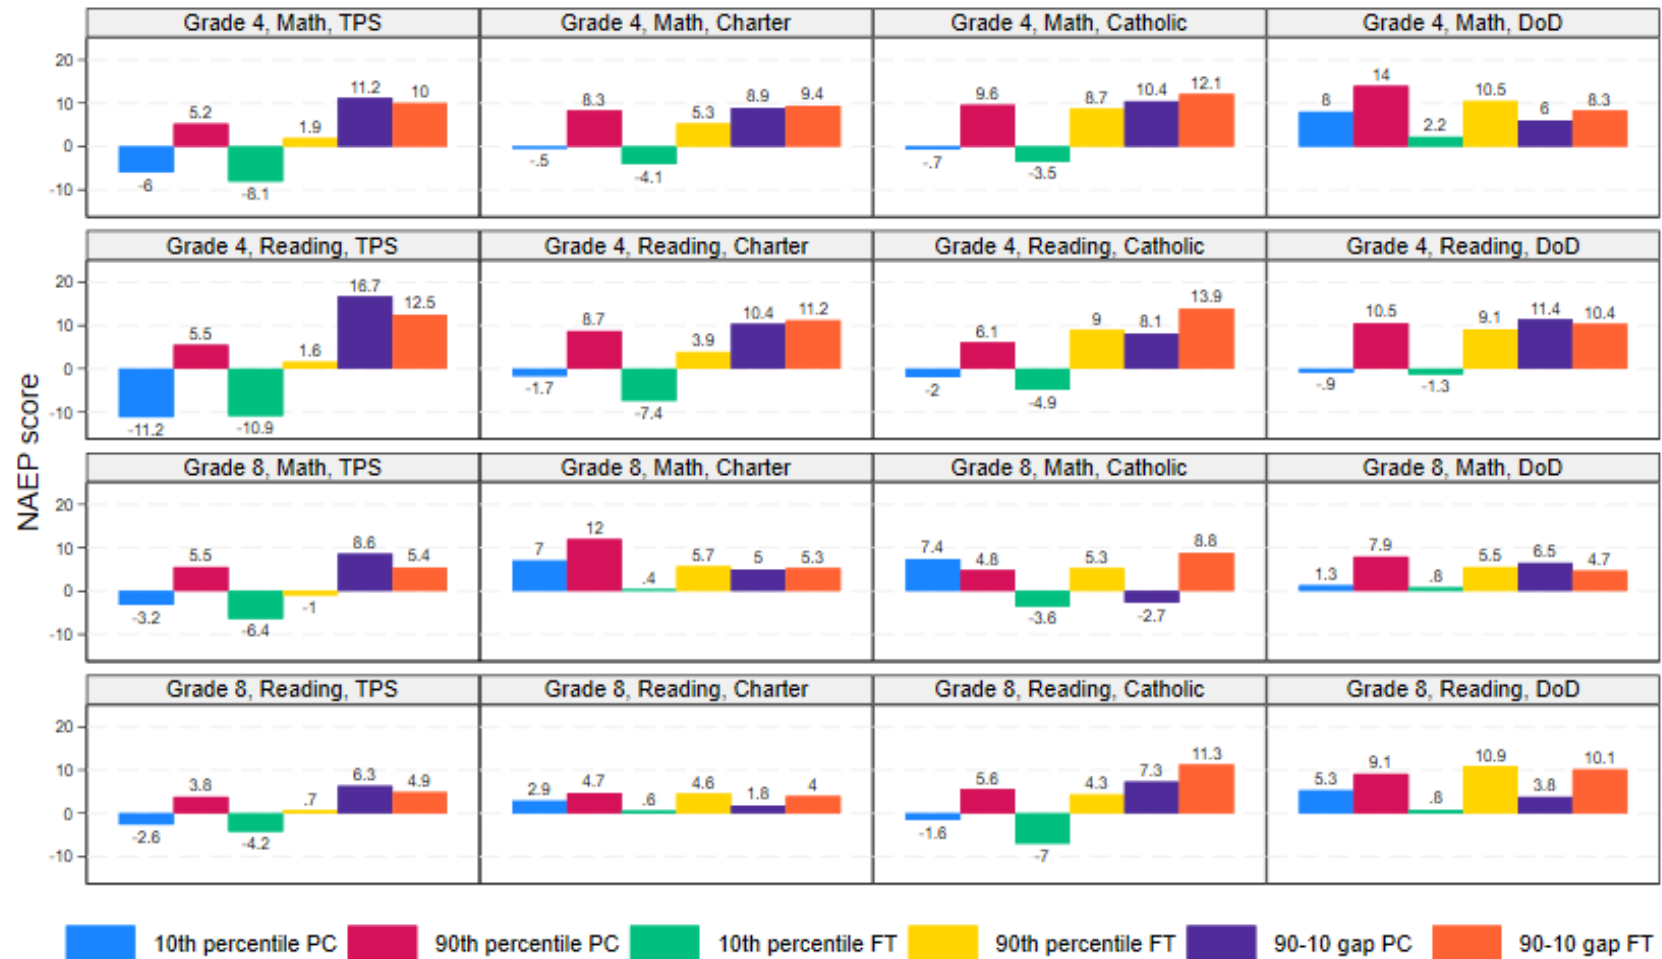 Grade 4, Math, TPS Grade 4, Math, Charter Grade 4, Math, Catholic Grade 4, Math, DoD
20
10
0
-10
-6 5.2 -8.1 1.9 11.2 10
-.5 8.3 -4.1 5.3 8.9 9.4
-.7 9.6 -3.5 8.7 10.4 12.1
8 14 2.2 10.5 6 8.3
Grade 4, Reading, TPS Grade 4, Reading, Charter Grade 4, Reading, Catholic Grade 4, Reading, DoD
20
10
0
-10
-11.2 5.5 -10.9 1.6 16.7 12.5
-1.7 8.7 -7.4 3.9 10.4 11.2
-2 6.1 -4.9 9 8.1 13.9
-.9 10.5 -1.3 9.1 11.4 10.4
NAEP score
Grade 8, Math, TPS Grade 8, Math, Charter Grade 8, Math, Catholic Grade 8, Math, DoD
20
10
0
-10
-3.2 5.5 -6.4 -1 8.6 5.4
7 12 .4 5.7 5 5.3
7.4 4.8 -3.6 5.3 -2.7 8.8
1.3 7.9 .8 5.5 6.5 4.7
Grade 8, Reading, TPS Grade 8, Reading, Charter Grade 8, Reading, Catholic Grade 8, Reading, DoD
20
10
0
-10
-2.6 3.8 -4.2 .7 6.3 4.9
2.9 4.7 .6 4.6 1.8 4
-1.6 5.6 -7 4.3 7.3 11.3
5.3 9.1 .8 10.9 3.8 10.1
10th percentile PC 90th percentile PC 10th percentile FT 90th percentile FT 90-10 gap PC 90-10 gap FT